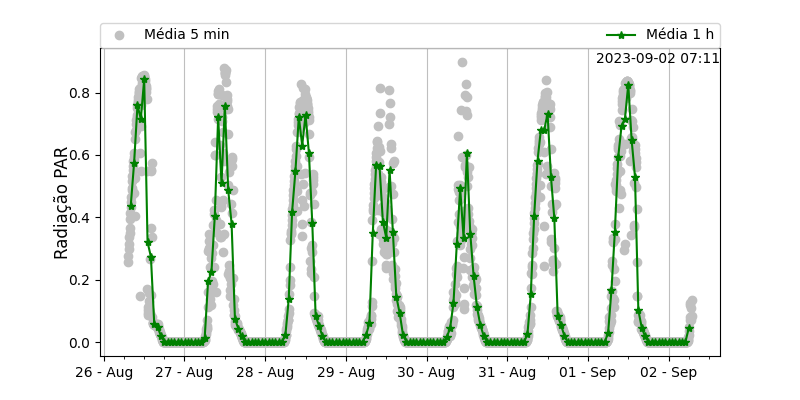 Média 5 min
Média 1 h
2023-09-02 07:11
Radiação PAR
0.8
0.6
0.4
0.2
0.0
26 - Aug
27 - Aug
28 - Aug
29 - Aug
30 - Aug
31 - Aug
01 - Sep
02 - Sep